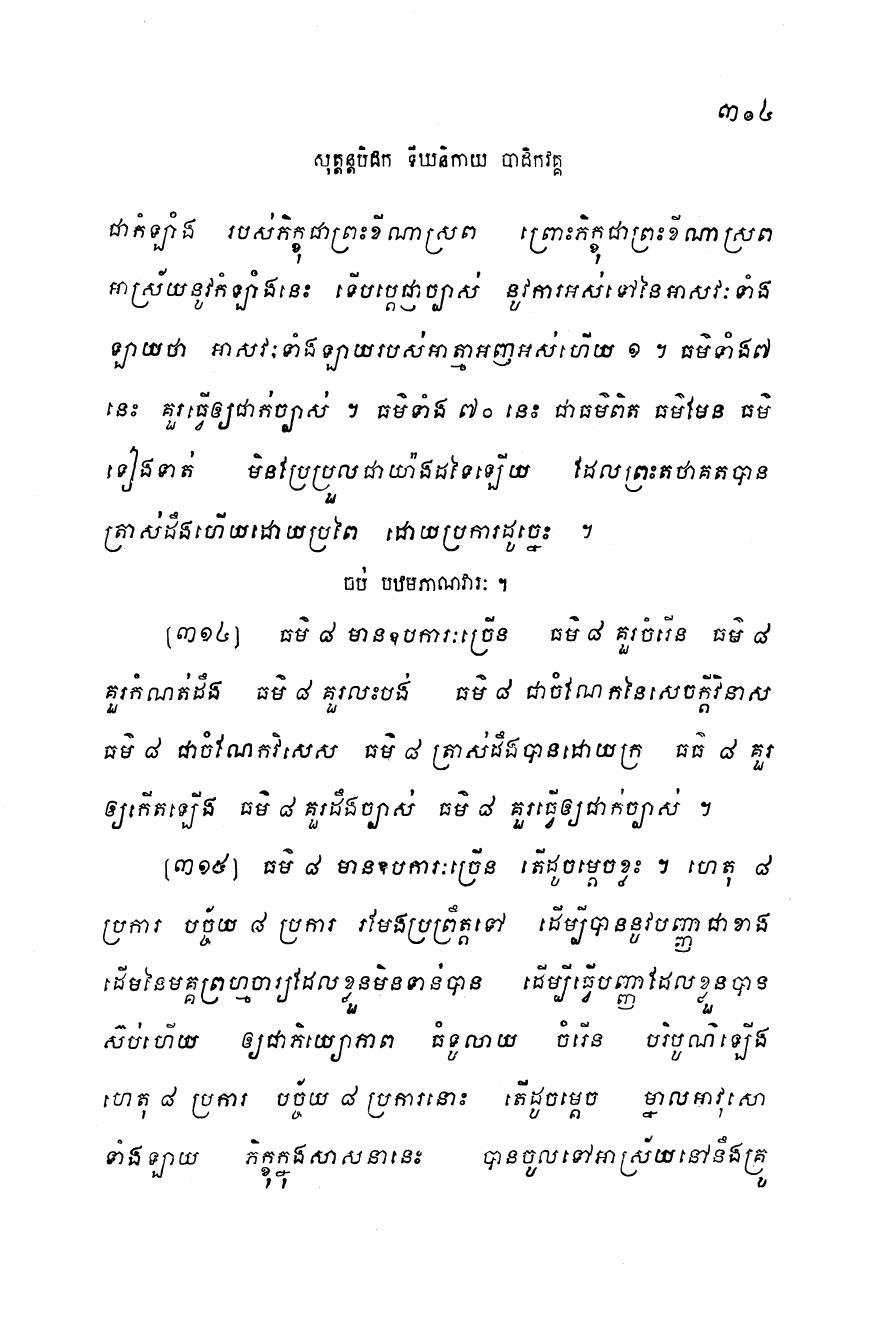 ៣១៤
សុត្តន្តបិដក ទីឃនិកាយ បាដិកវគ្គ
ជាកំឡាំង របស់ភិក្ខុជាព្រះខីណាស្រព ព្រោះភិក្ខុជាព្រះខីណាស្រព
អាស្រ័យនូវកំឡាំងនេះ ទើបប្តេជ្ញាច្បាស់ នូវការអស់ទៅនៃអាសវៈទាំង
ឡាយថា អាសវៈទាំងឡាយរបស់អាត្មាអញអស់ហើយ ១ ។ ធម៌ទាំង៧
នេះ គួរធ្វើឲ្យជាក់ច្បាស់ ។ ធម៌ទាំង ៧០ នេះ ជាធម៌ពិត ធម៌មែន ធម៌
ទៀងទាត់ មិនប្រែប្រួលជាយ៉ាងដទៃឡើយ ដែលព្រះតថាគតបាន
ត្រាស់ដឹងហើយដោយប្រពៃ ដោយប្រការដូច្នេះ ។
ចប់ បឋមភាណវារៈ ។
(៣១៤) ធម៌ ៨ មានឧបការៈច្រើន ធម៌ ៨ គួរចំរើន ធម៌ ៨
គួរកំណត់ដឹង ធម៌ ៨ គួរលះបង់ ធម៌ ៨ ជាចំណែកនៃសេចក្តីវិនាស
ធម៌ ៨ ជាចំណែកវិសេស ធម៌ ៨ ត្រាស់ដឹងបានដោយក្រ ធធ៌ ៨ គួរ
ឲ្យកើតឡើង ធម៌ ៨ គួរដឹងច្បាស់ ធម៌ ៨ គួរធ្វើឲ្យជាក់ច្បាស់ ។
(៣១៥) ធម៌ ៨ មានឧបការៈច្រើន តើដូចម្តេចខ្លះ ។ ហេតុ ៨
ប្រការ បច្ច័យ ៨ ប្រការ រមែងប្រព្រឹត្តទៅ ដើម្បីបាននូវបញ្ញាជាខាង
ដើមនៃមគ្គព្រហ្មចារ្យដែលខ្លួនមិនទាន់បាន ដើម្បីធ្វើបញ្ញាដែលខ្លួនបាន
ស៊ប់ហើយ ឲ្យជាភិយ្យោភាព ធំទូលាយ ចំរើន បរិបូណ៌ឡើង
ហេតុ ៨ ប្រការ បច្ច័យ ៨ ប្រការនោះ តើដូចម្តេច ម្នាលអាវុសោ
ទាំងឡាយ ភិក្ខុក្នុងសាសនានេះ បានចូលទៅអាស្រ័យនៅនឹងគ្រូ